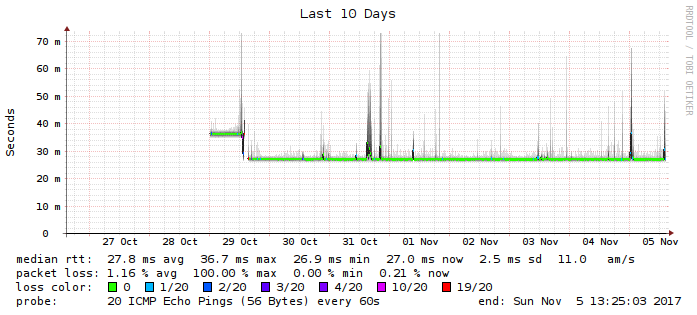 Last 10 Days
RRDTOOL / TOBI OETIKER
Seconds
70 m
60 m
50 m
40 m
30 m
20 m
10 m
0
27 Oct 28 Oct 29 Oct 30 Oct 31 Oct 01 Nov 02 Nov 03 Nov 04 Nov 05 Nov
median rtt: 27.8 ms avg 36.7 ms max 26.9 ms min 27.0 ms now 2.5 ms sd 11.0 am/s
packet loss: 1.16 % avg 100.00 % max 0.00 % min 0.21 % now
loss color: 0 1/20 2/20 3/20 4/20 10/20 19/20
probe: 20 ICMP Echo Pings (56 Bytes) every 60s end: Sun Nov 5 13:25:03 2017